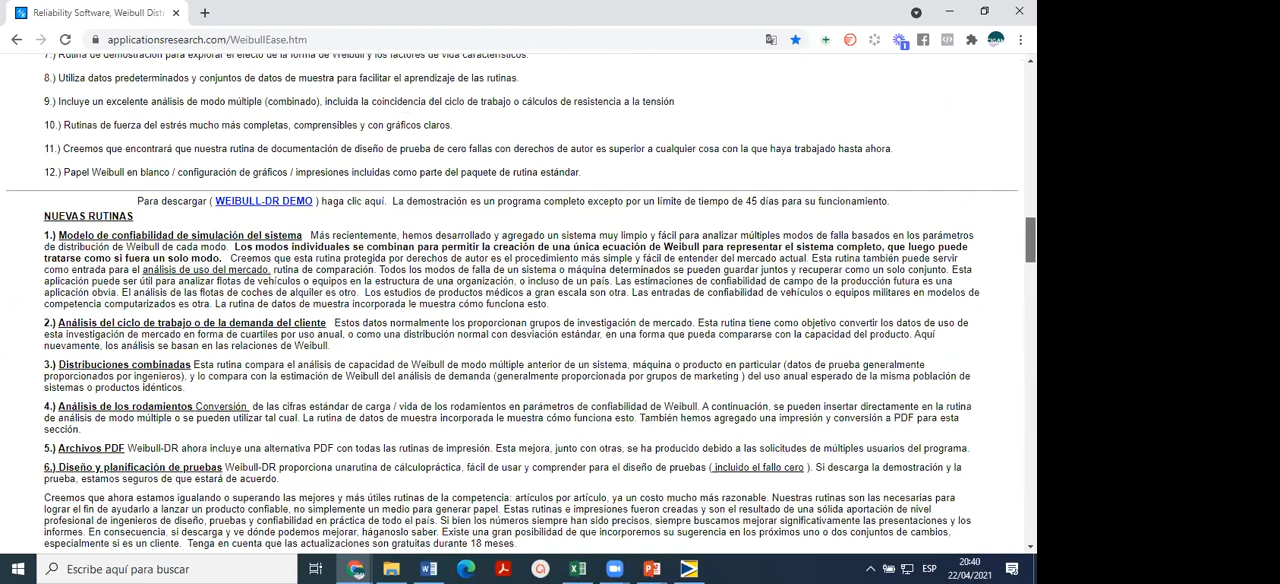 Reliability Software, Weibull Dist
applicationsresearch.com/WeibullEase.htm
7.) Rutina de demostración para explorar el efecto de la forma de Weibull y los factores de vida característicos.
8.) Utiliza datos predeterminados y conjuntos de datos de muestra para facilitar el aprendizaje de las rutinas.
9.) Incluye un excelente análisis de modo múltiple (combinado), incluida la coincidencia del ciclo de trabajo o cálculos de resistencia a la tensión
10.) Rutinas de fuerza del estrés mucho más completas, comprensibles y con gráficos claros.
11.) Creemos que encontrará que nuestra rutina de documentación de diseño de prueba de cero fallas con derechos de autor es superior a cualquier cosa con la que haya trabajado hasta ahora.
12.) Papel Weibull en blanco / configuración de gráficos / impresiones incluidas como parte del paquete de rutina estándar.
Para descargar ( WEIBULL-DR DEMO ) haga clic aquí. La demostración es un programa completo excepto por un límite de tiempo de 45 días para su funcionamiento.
NUEVAS RUTINAS
1.) Modelo de confiabilidad de simulación del sistema Más recientemente, hemos desarrollado y agregado un sistema muy limpio y fácil para analizar múltiples modos de falla basados en los parámetros
de distribución de Weibull de cada modo. Los modos individuales se combinan para permitir la creación de una única ecuación de Weibull para representar el sistema completo, que luego puede
tratarse como si fuera un solo modo. Creemos que esta rutina protegida por derechos de autor es el procedimiento más simple y fácil de entender del mercado actual. Esta rutina también puede servir
como entrada para el análisis de uso del mercado. rutina de comparación. Todos los modos de falla de un sistema o máquina determinados se pueden guardar juntos y recuperar como un solo conjunto. Esta
aplicación puede ser útil para analizar flotas de vehículos o equipos en la estructura de una organización, o incluso de un país. Las estimaciones de confiabilidad de campo de la producción futura es una
aplicación obvia. El análisis de las flotas de coches de alquiler es otro. Los estudios de productos médicos a gran escala son otra. Las entradas de confiabilidad de vehículos o equipos militares en modelos de
competencia computarizados es otra. La rutina de datos de muestra incorporada le muestra cómo funciona esto.
2.) Análisis del ciclo de trabajo o de la demanda del cliente Estos datos normalmente los proporcionan grupos de investigación de mercado. Esta rutina tiene como objetivo convertir los datos de uso de
esta investigación de mercado en forma de cuartiles por uso anual, o como una distribución normal con desviación estándar, en una forma que pueda compararse con la capacidad del producto. Aquí
nuevamente, los análisis se basan en las relaciones de Weibull.
3.) Distribuciones combinadas Esta rutina compara el análisis de capacidad de Weibull de modo múltiple anterior de un sistema, máquina o producto en particular (datos de prueba generalmente
proporcionados por ingenieros), y lo compara con la estimación de Weibull del análisis de demanda (generalmente proporcionada por grupos de marketing ) del uso anual esperado de la misma población de
sistemas o productos idénticos.
4.) Análisis de los rodamientos Conversión de las cifras estándar de carga / vida de los rodamientos en parámetros de confiabilidad de Weibull. A continuación, se pueden insertar directamente en la rutina
de análisis de modo múltiple o se pueden utilizar tal cual. La rutina de datos de muestra incorporada le muestra cómo funciona esto. También hemos agregado una impresión y conversión a PDF para esta
sección.
5.) Archivos PDF Weibull-DR ahora incluye una alternativa PDF con todas las rutinas de impresión. Esta mejora, junto con otras, se ha producido debido a las solicitudes de múltiples usuarios del programa.
6.) Diseño y planificación de pruebas Weibull-DR proporciona unarutina de cálculopráctica, fácil de usar y comprender para el diseño de pruebas ( incluido el fallo cero ). Si descarga la demostración y la
prueba, estamos seguros de que estará de acuerdo.
Creemos que ahora estamos igualando o superando las mejores y más útiles rutinas de la competencia: artículos por artículo, ya un costo mucho más razonable. Nuestras rutinas son las necesarias para
lograr el fin de ayudarlo a lanzar un producto confiable, no simplemente un medio para generar papel. Estas rutinas e impresiones fueron creadas y son el resultado de una sólida aportación de nivel
profesional de ingenieros de diseño, pruebas y confiabilidad en práctica de todo el país. Si bien los números siempre han sido precisos, siempre buscamos mejorar significativamente las presentaciones y los
informes. En consecuencia, si descarga y ve dónde podemos mejorar, háganoslo saber. Existe una gran posibilidad de que incorporemos su sugerencia en los próximos uno o dos conjuntos de cambios,
especialmente si es un cliente. Tenga en cuenta que las actualizaciones son gratuitas durante 18 meses.
Escribe aquí para buscar
ESP
20:40
22/04/2021